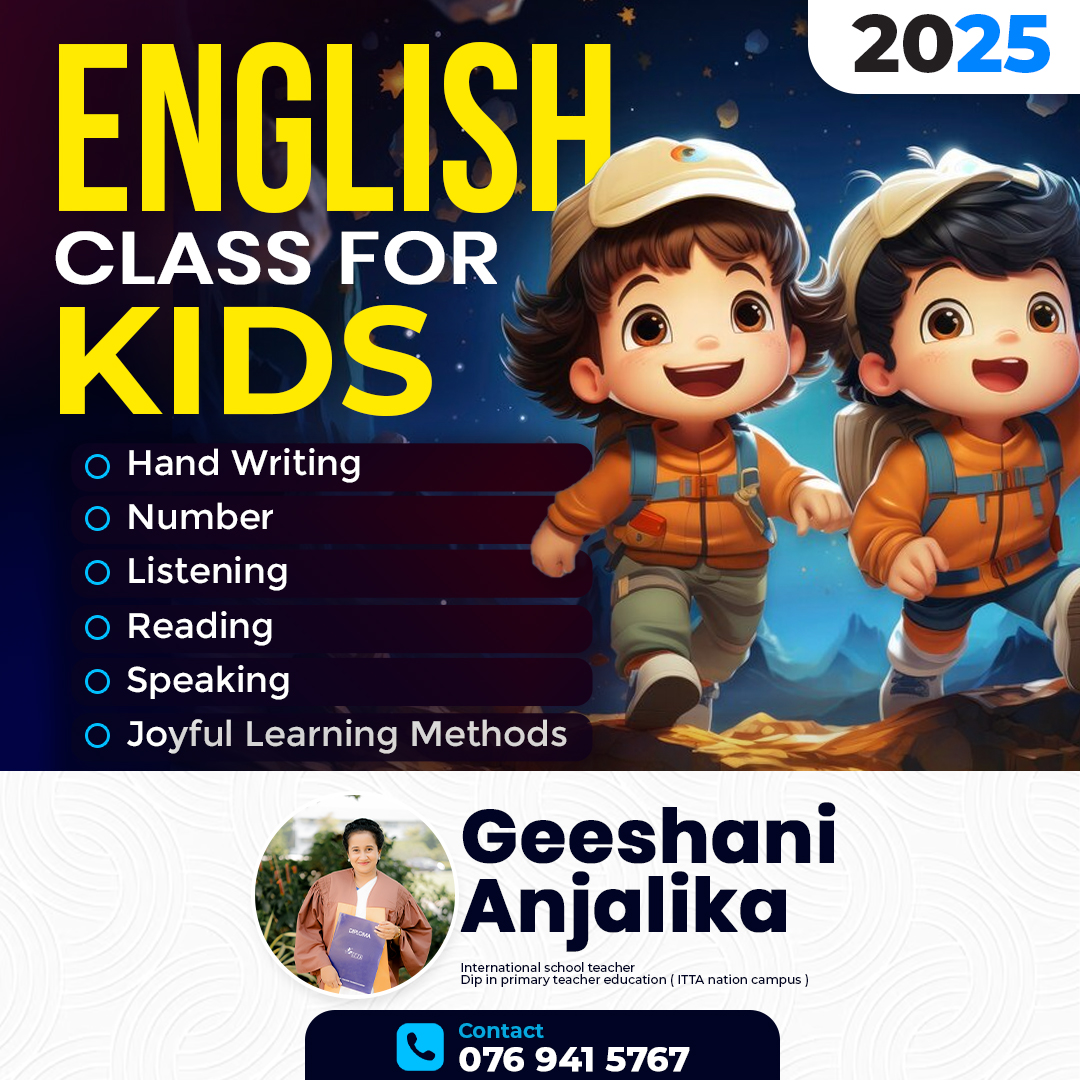 2025
ENGLISH
CLASS FOR
KIDS
Hand Writing
Number
Listening
Reading
Speaking
Joyful Learning Methods
Geeshani
Anjalika
DIPLOMA
International school teacher
Dip in primary teacher education ( ITTA nation campus )
Contact
076 941 5767